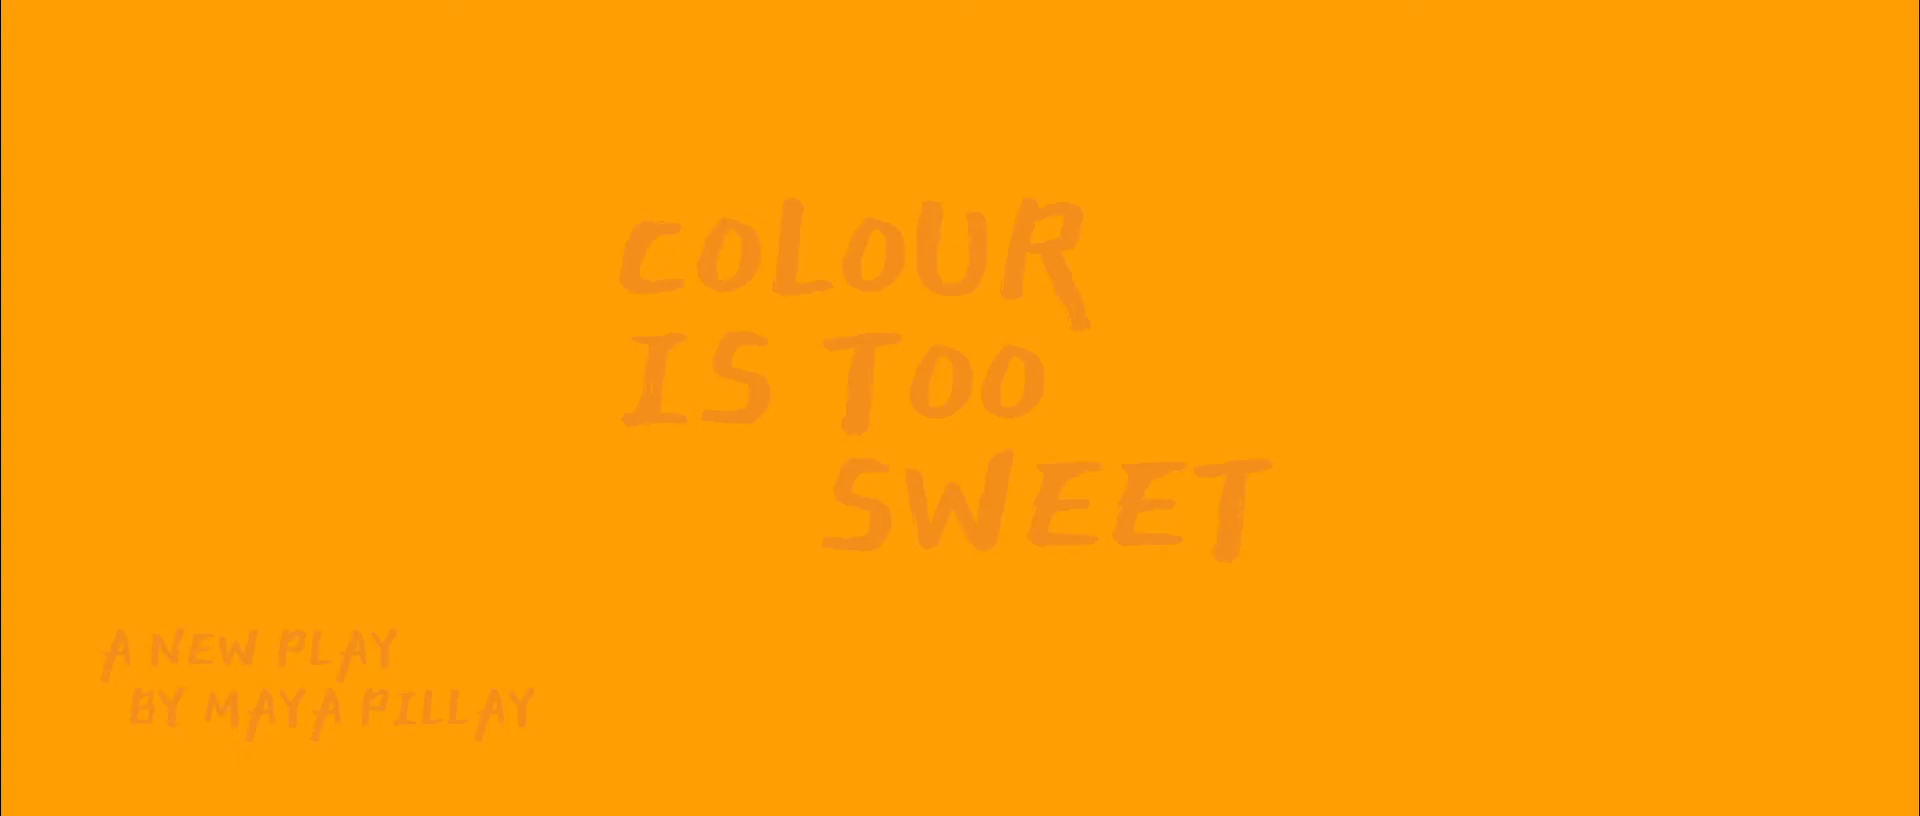 COLOUR
IS TOO
SWEET
A NEW PLAY
BY MAYA PILLAY